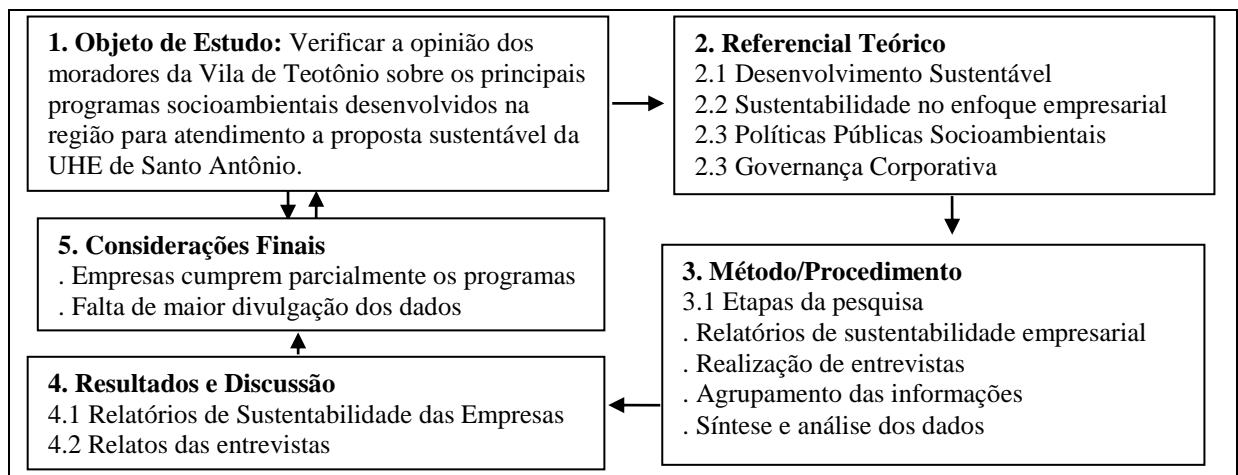 1. Objeto de Estudo: Verificar a opinião dos
moradores da Vila de Teotônio sobre os principais
programas socioambientais desenvolvidos na
região para atendimento a proposta sustentável da
UHE de Santo Antônio.
2. Referencial Teórico
2.1 Desenvolvimento Sustentável
2.2 Sustentabilidade no enfoque empresarial
2.3 Políticas Públicas Socioambientais
2.3 Governança Corporativa
3. Método/Procedimento
3.1 Etapas da pesquisa
. Relatórios de sustentabilidade empresarial
. Realização de entrevistas
. Agrupamento das informações
. Síntese e análise dos dados
4. Resultados e Discussão
4.1 Relatórios de Sustentabilidade das Empresas
4.2 Relatos das entrevistas
5. Considerações Finais
. Empresas cumprem parcialmente os programas
. Falta de maior divulgação dos dados